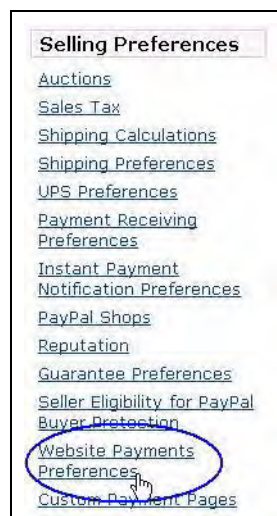 Selling Preferences
Auctions
Sales Tax
Shipping Calculations
Shipping Preferences
UPS Preferences
Payment Receiving
Preferences
Instant Payment
Notification Preferences
PayPal Shops
Reputation
Guarantee Preferences
Seller Eligibility for PayPal
Buyer Protection
Website Payments
Preferences
Custom Payment Pages